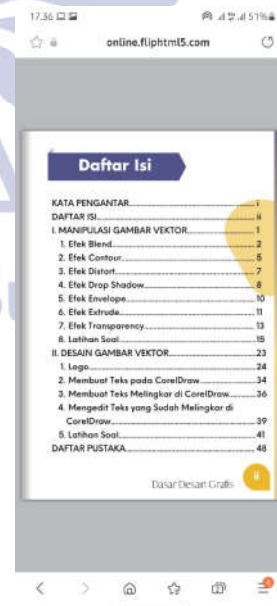 17.36
51%
online.fliphtml5.com
Daftar Isi
KATA PENGANTAR i
DAFTAR ISI ii
I. MANIPULASI GAMBAR VEKTOR 1
1. Efek Blend 2
2. Efek Contour 5
3. Efek Distort 7
4. Efek Drop Shadow 8
5. Efek Envelope 10
6. Efek Extrude 11
7. Efek Transparency 13
8. Latihan Soal 15
II. DESAIN GAMBAR VEKTOR 23
1. Logo 24
2. Membuat Teks pada CorelDraw 34
3. Membuat Teks Melingkar di CorelDraw 36
4. Mengedit Teks yang Sudah Melingkar di
CorelDraw 39
5. Latihan Soal 41
DAFTAR PUSTAKA 48
Dasar Desain Grafis
ii